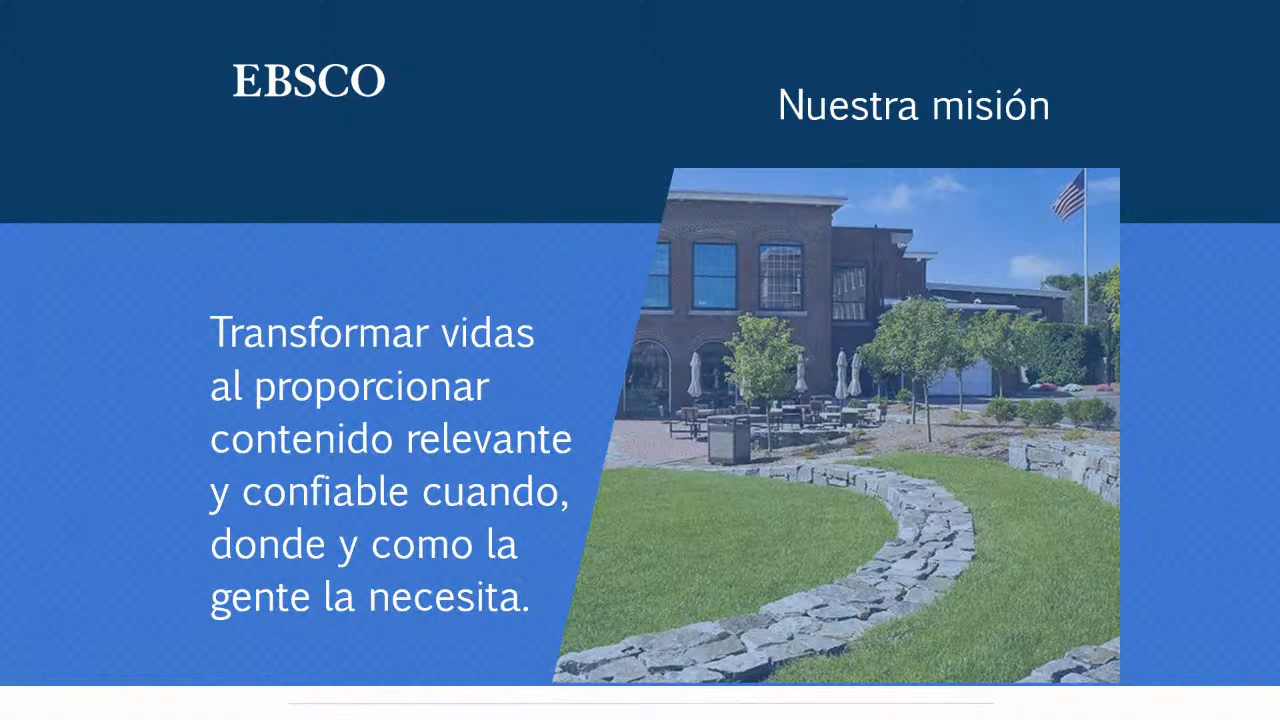 EBSCO
Nuestra misión
Transformar vidas
al proporcionar
contenido relevante
y confiable cuando,
donde y como la
gente la necesita.